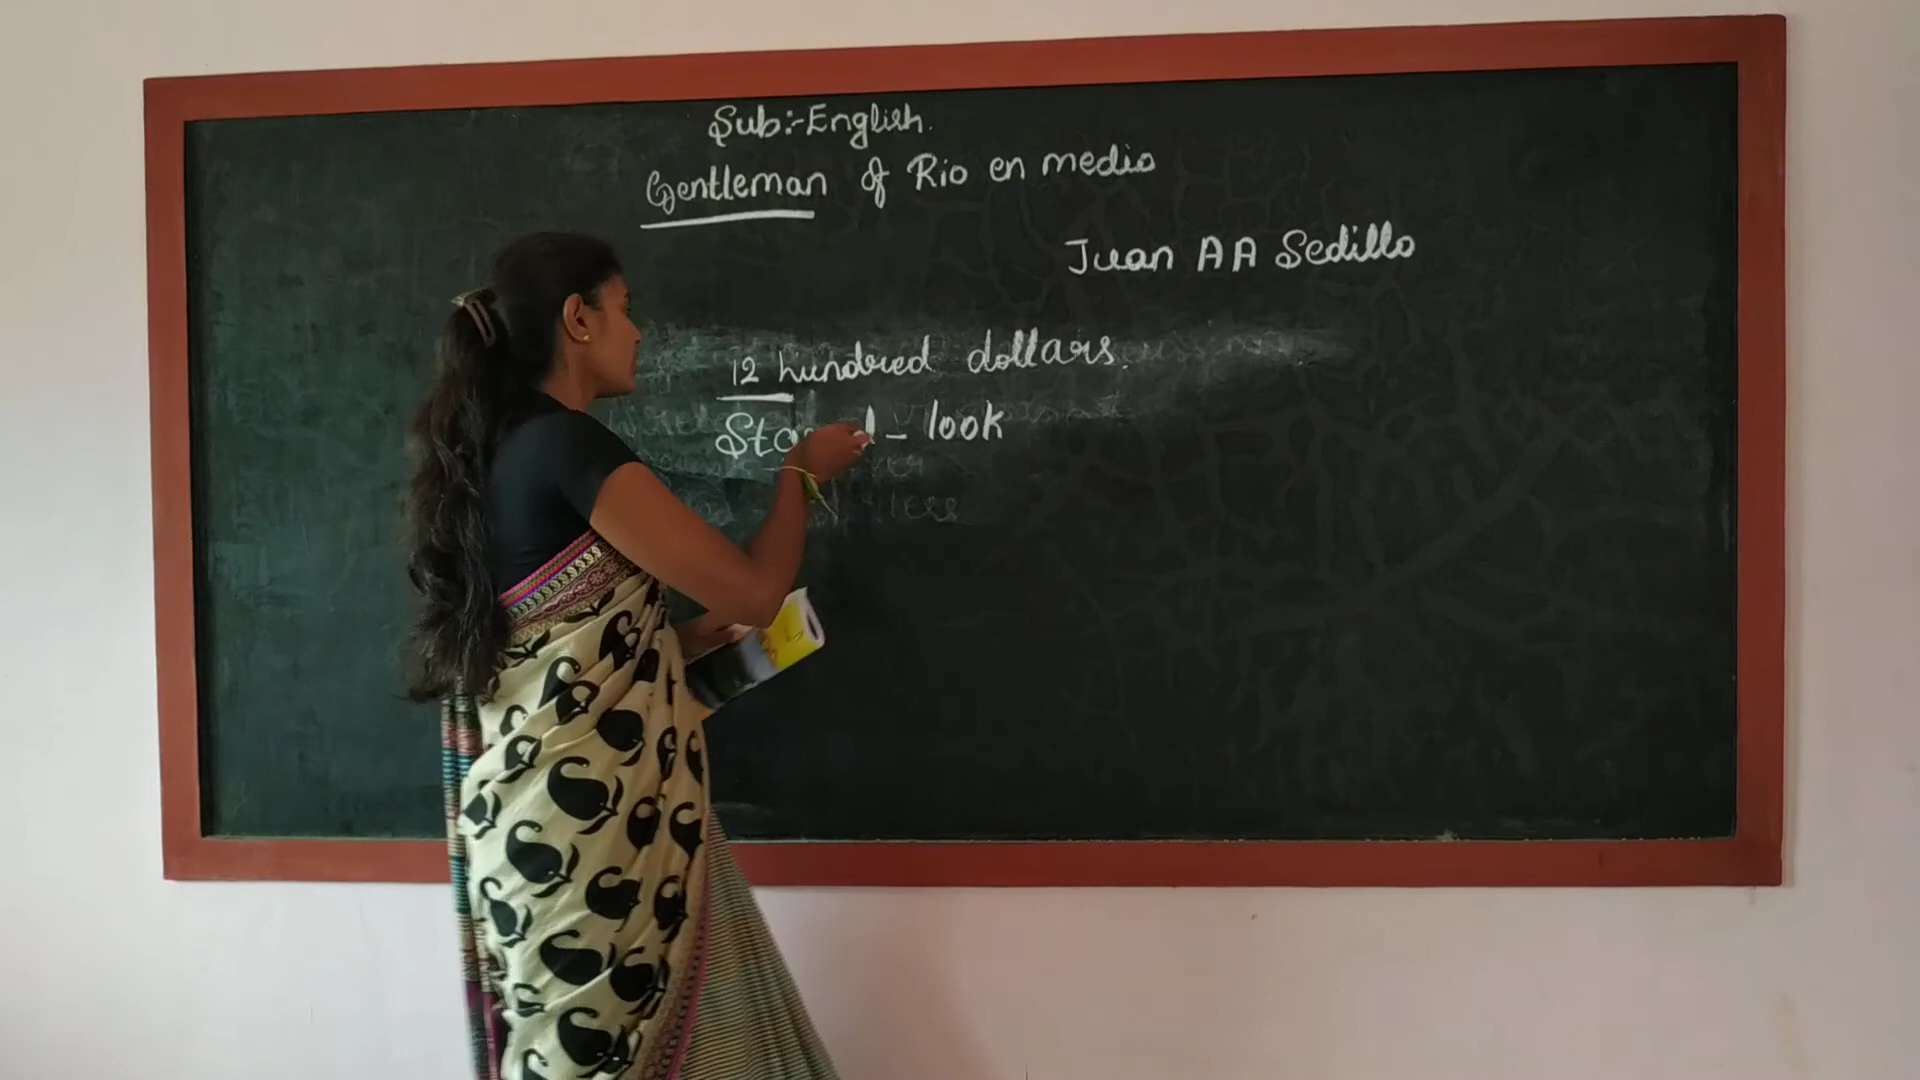 Sub:- English.
Gentleman of Rio en medio
Juan A A Sedillo
12 hundred dollars.
- look